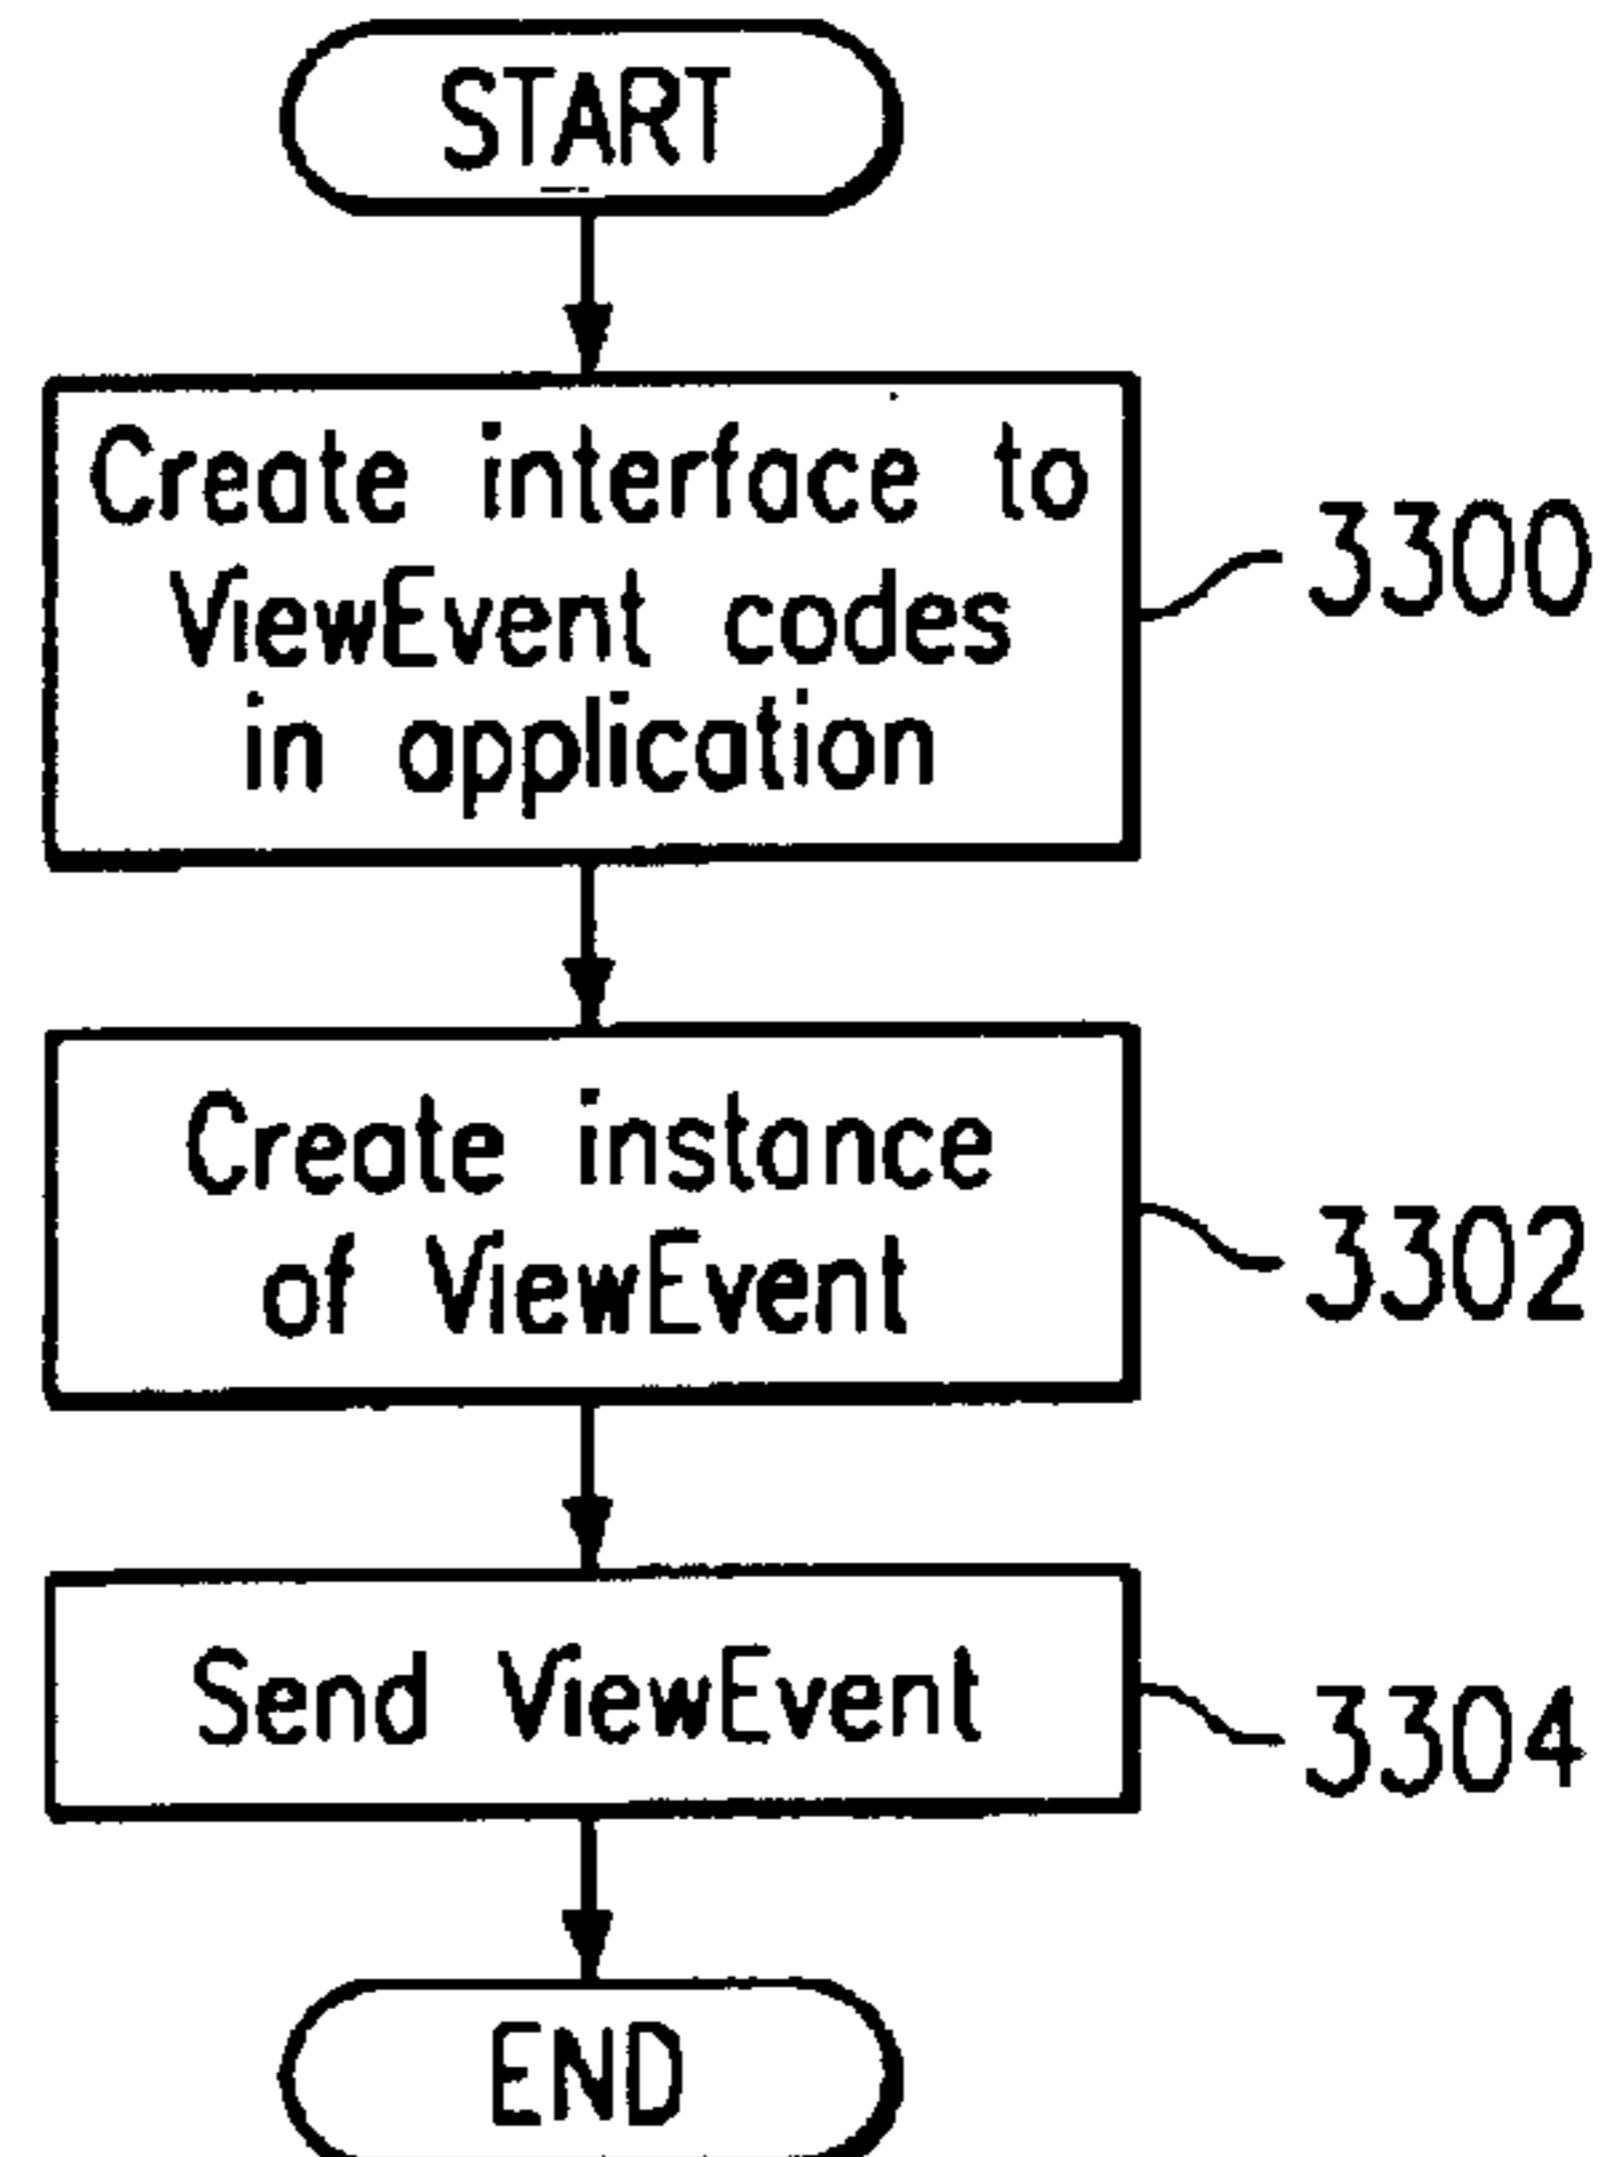 START
Create interface to
ViewEvent codes
in application
3300
Create instance
of ViewEvent
3302
Send ViewEvent
3304
END